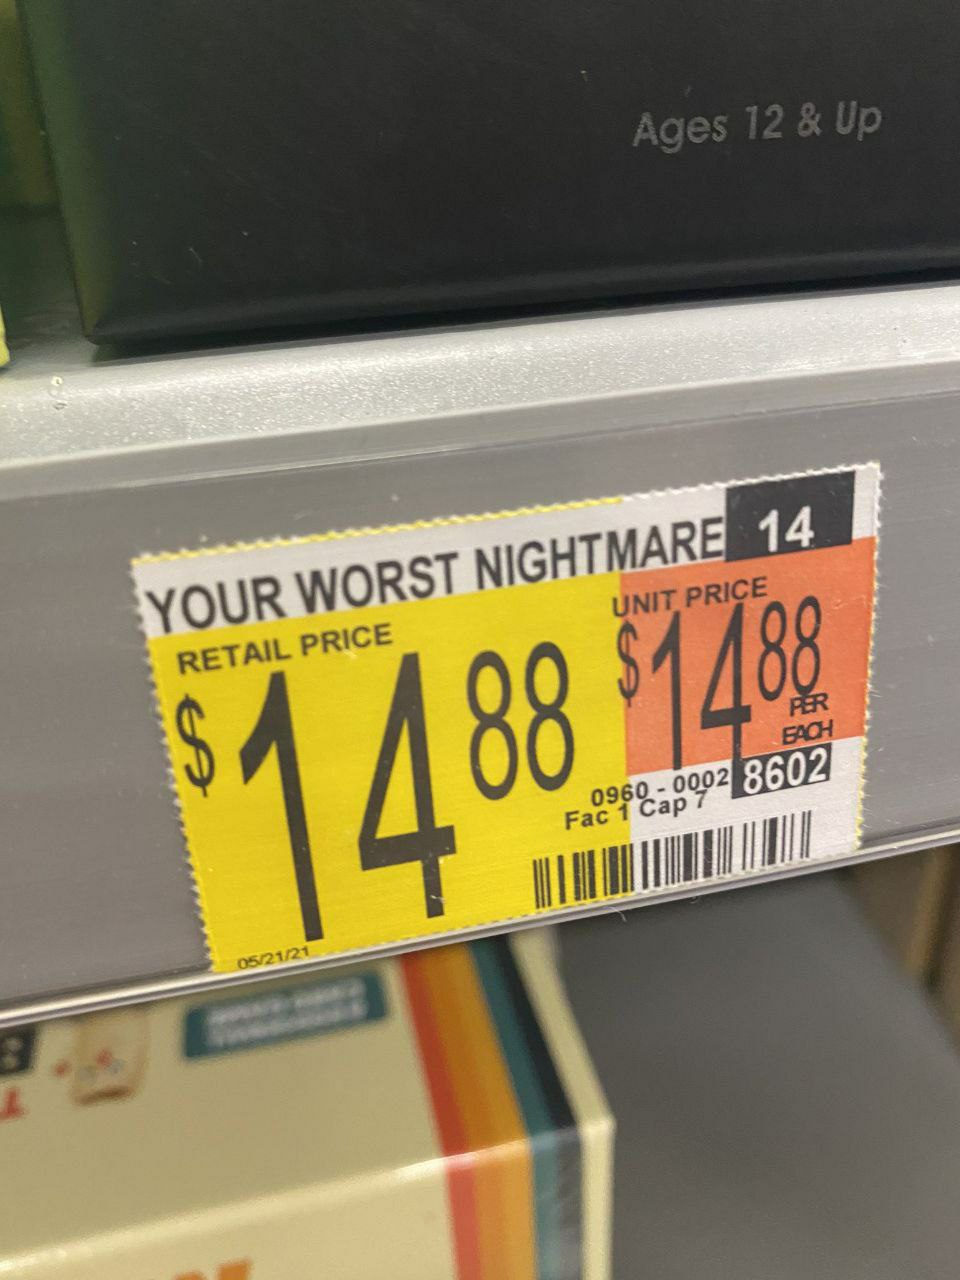 Ages 12 & Up
YOUR WORST NIGHTMARE 14
RETAIL PRICE
$14 88
UNIT PRICE
$14 88
PER
EACH
0960 - 0002 8602
Fac 1 Cap 7
05/21/21